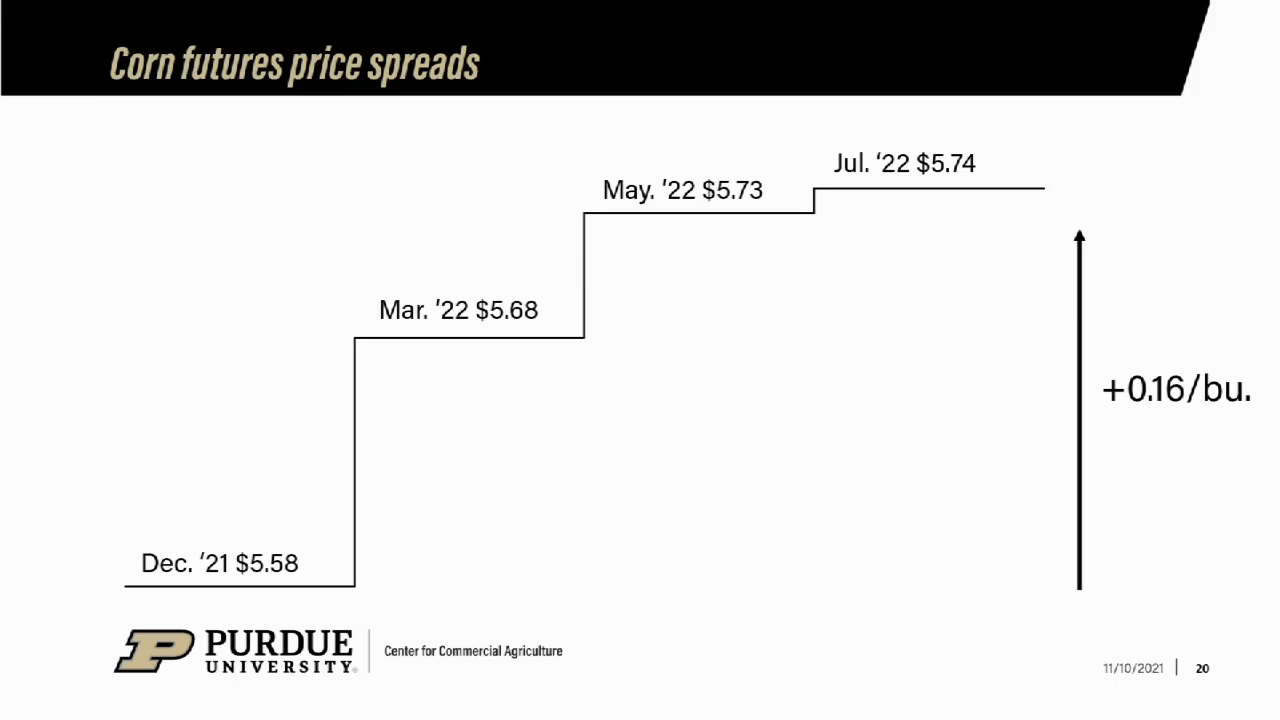 Corn futures price spreads
Jul. ‘22 $5.74
May. ‘22 $5.73
Mar. ‘22 $5.68
+0.16/bu.
Dec. ‘21 $5.58
PURDUE
UNIVERSITY®
Center for Commercial Agriculture
11/10/2021 | 20